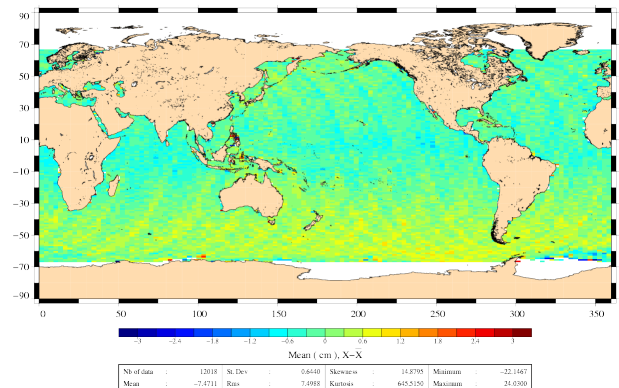 90
70
50
30
10
−10
−30
−50
−70
−90
0 50 100 150 200 250 300 350
−3 −2.4 −1.8 −1.2 −0.6 0 0.6 1.2 1.8 2.4 3
Mean ( cm ), X−X̅
Nb of data : 12018 St. Dev : 0.6440 Skewness : 14.8795 Minimum : −22.1467
Mean : −7.4711 Rms : 7.4988 Kurtosis : 645.5150 Maximum : 24.0300